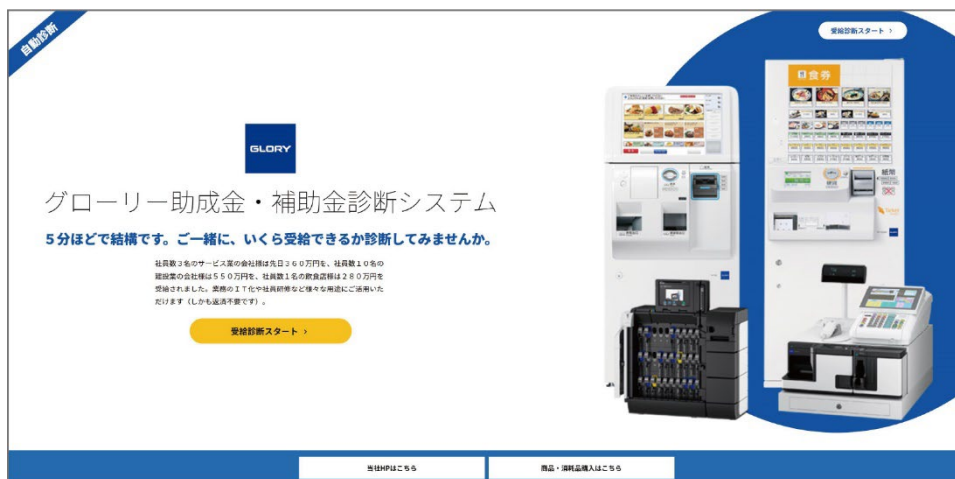 自動診断
受給診断スタート ›
GLORY
グローリー助成金・補助金診断システム
5分ほどで結構です。ご一緒に、いくら受給できるか診断してみませんか。
社員数3名のサービス業の会社様は先日360万円を、社員数10名の
建設業の会社様は550万円を、社員数1名の飲食店様は280万円を
受給されました。業務のIT化や社員研修など様々な用途にご活用いた
だけます（しかも返済不要です）。
受給診断スタート ›
食券
紙幣
当社HPはこちら
商品・消耗品購入はこちら